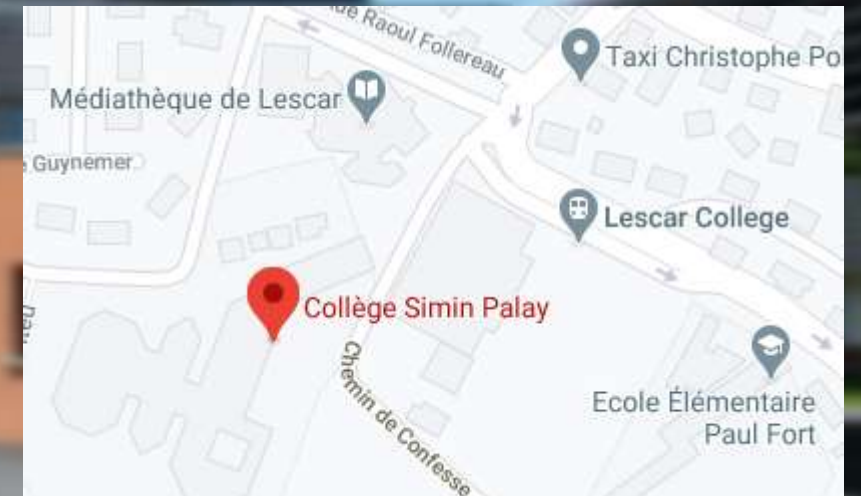 Rue Raoul Follereau
Taxi Christophe Po
Médiathèque de Lescar
Guynemer
Lescar College
Collège Simin Palay
Chemin de Confesse
Ecole Élémentaire
Paul Fort